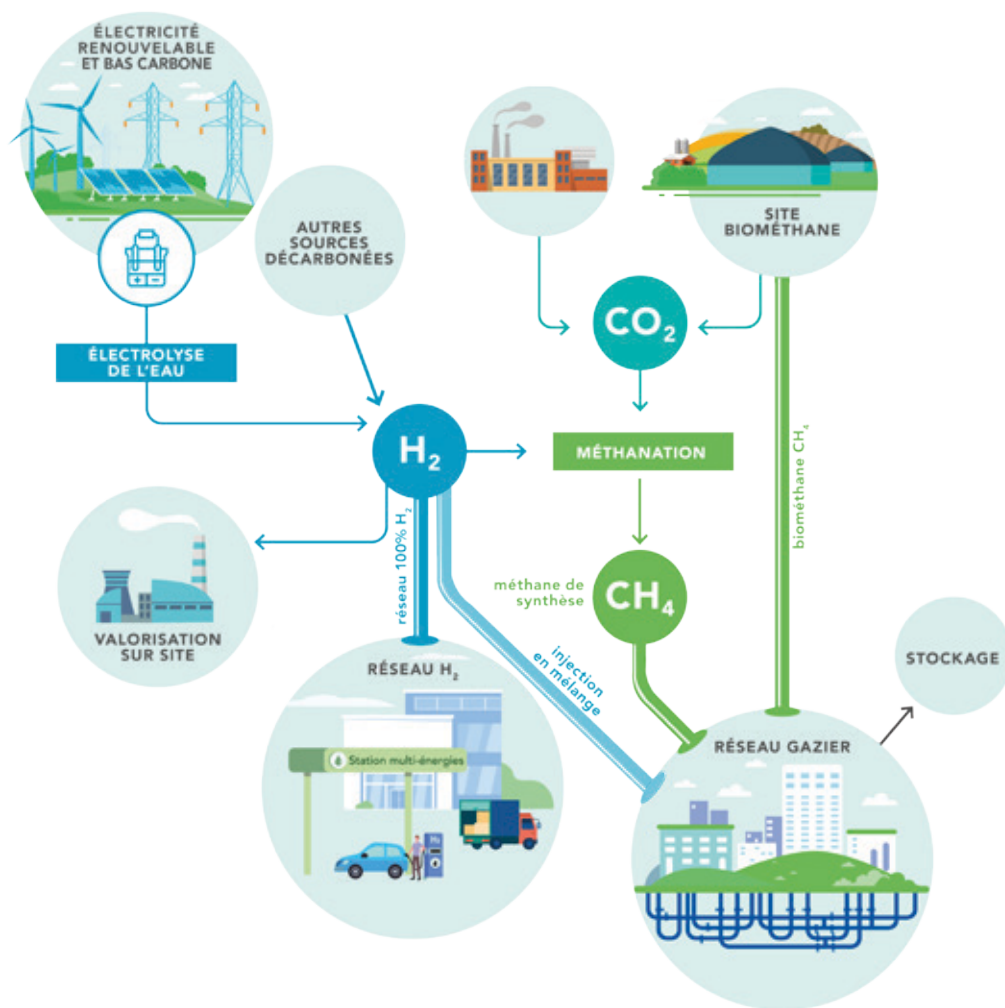 ÉLECTRICITÉ
RENOUVELABLE
ET BAS CARBONE
AUTRES
SOURCES
DÉCARBONÉES
SITE
BIOMÉTHANE
CO₂
ÉLECTROLYSE
DE L'EAU
H₂
MÉTHANATION
biométhane CH₄
réseau 100% H₂
VALORISATION
SUR SITE
méthane de
synthèse
CH₄
injection
en mélange
STOCKAGE
RÉSEAU H₂
Station multi-énergies
H₂
RÉSEAU GAZIER